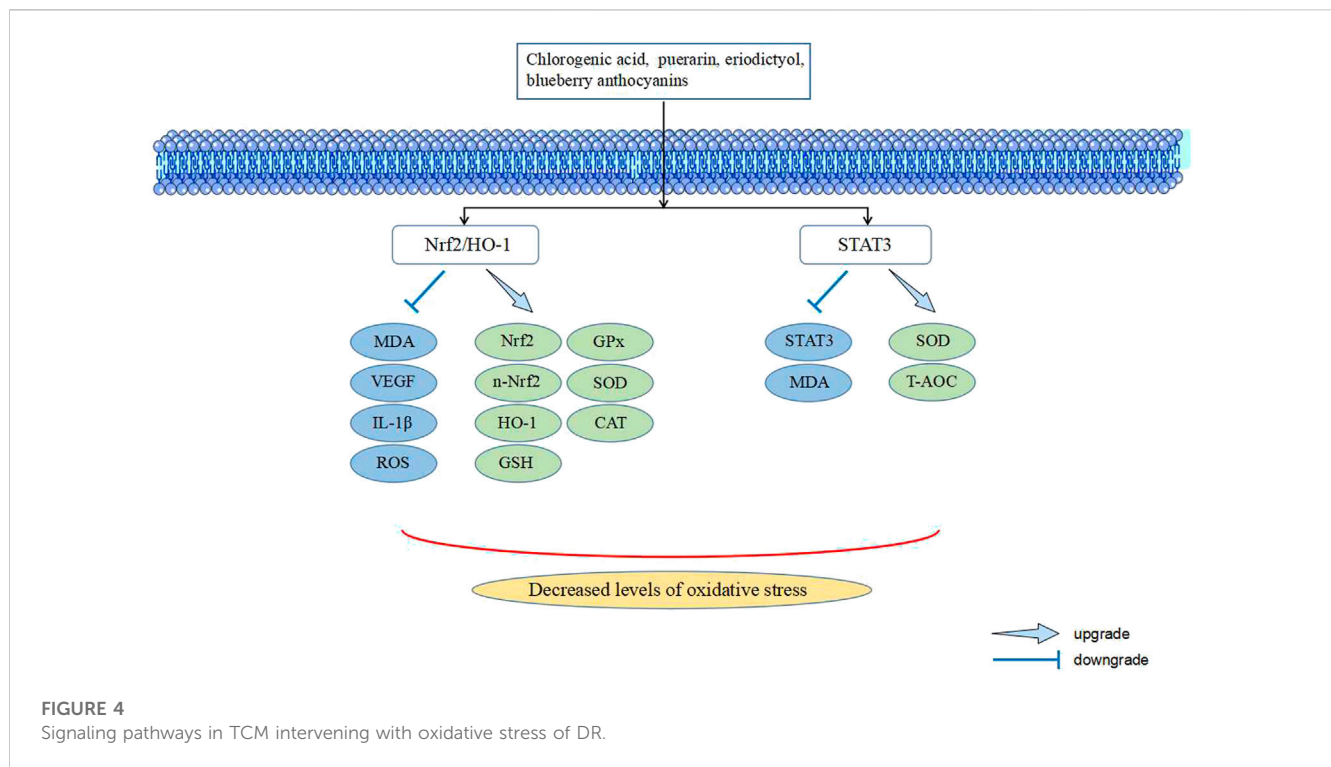 Chlorogenic acid, puerarin, eriodictyol,
blueberry anthocyanins
Nrf2/HO-1
STAT3
MDA
VEGF
IL-1β
ROS
Nrf2
n-Nrf2
HO-1
GSH
GPx
SOD
CAT
STAT3
MDA
SOD
T-AOC
Decreased levels of oxidative stress
upgrade
downgrade
FIGURE 4
Signaling pathways in TCM intervening with oxidative stress of DR.